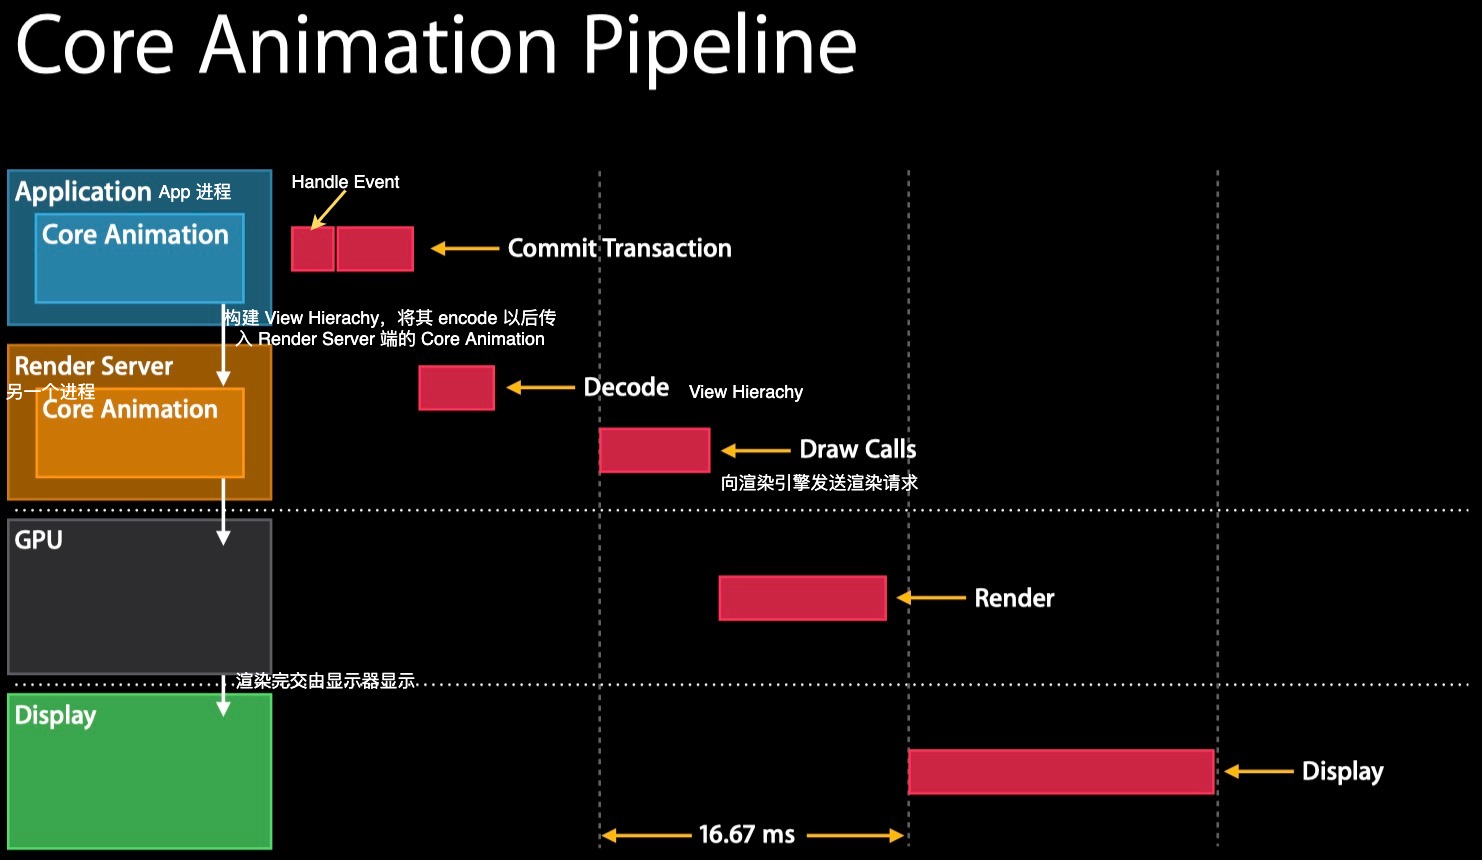 Core Animation Pipeline
Application App 进程
Core Animation
Handle Event
Commit Transaction
构建 View Hierachy，将其 encode 以后传
入 Render Server 端的 Core Animation
Render Server
另一个进程
Core Animation
Decode View Hierachy
Draw Calls
向渲染引擎发送渲染请求
GPU
Render
渲染完交由显示器显示
Display
Display
16.67 ms